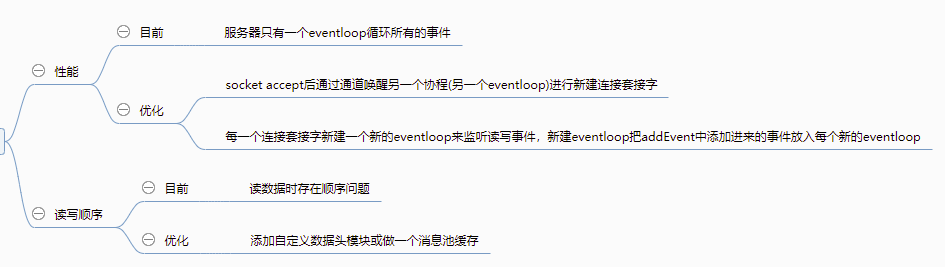 性能
目前
服务器只有一个eventloop循环所有的事件
优化
socket accept后通过通道唤醒另一个协程(另一个eventloop)进行新建连接套接字
每一个连接套接字新建一个新的eventloop来监听读写事件，新建eventloop把addEvent中添加进来的事件放入每个新的eventloop
读写顺序
目前
读数据时存在顺序问题
优化
添加自定义数据头模块或做一个消息池缓存